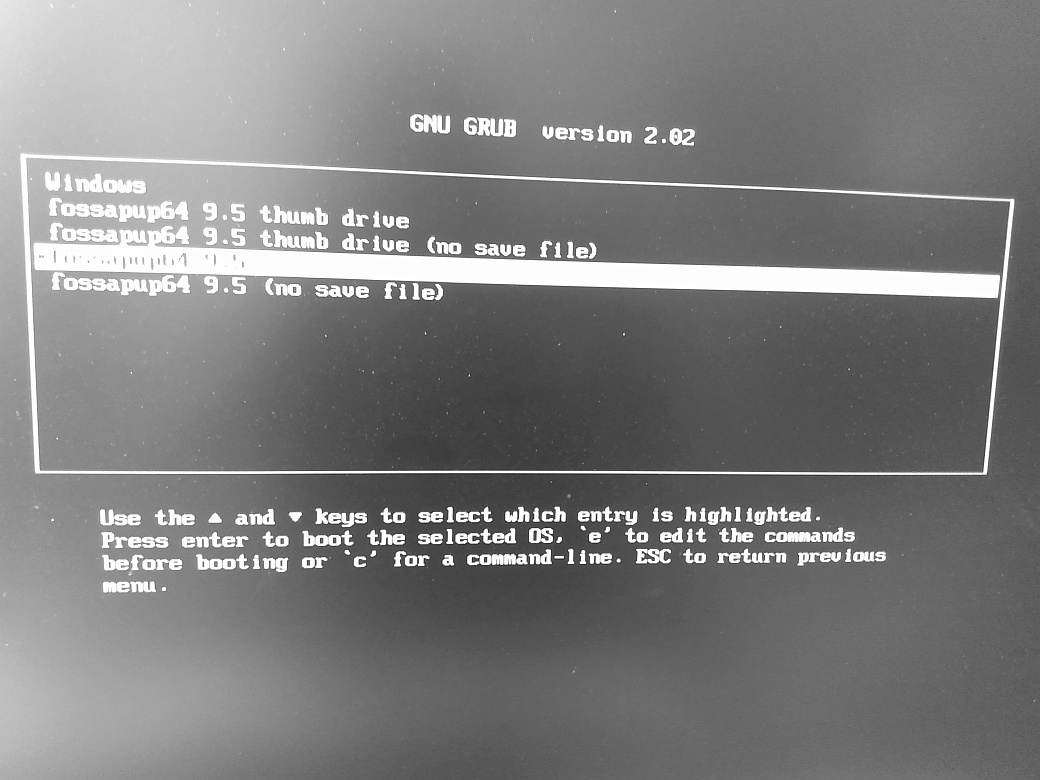 GNU GRUB version 2.02
Windows
fossapup64 9.5 thumb drive
fossapup64 9.5 thumb drive (no save file)
*fossapup64 9.5
fossapup64 9.5 (no save file)
Use the ▲ and ▼ keys to select which entry is highlighted.
Press enter to boot the selected OS, `e' to edit the commands
before booting or `c' for a command-line. ESC to return previous
menu.